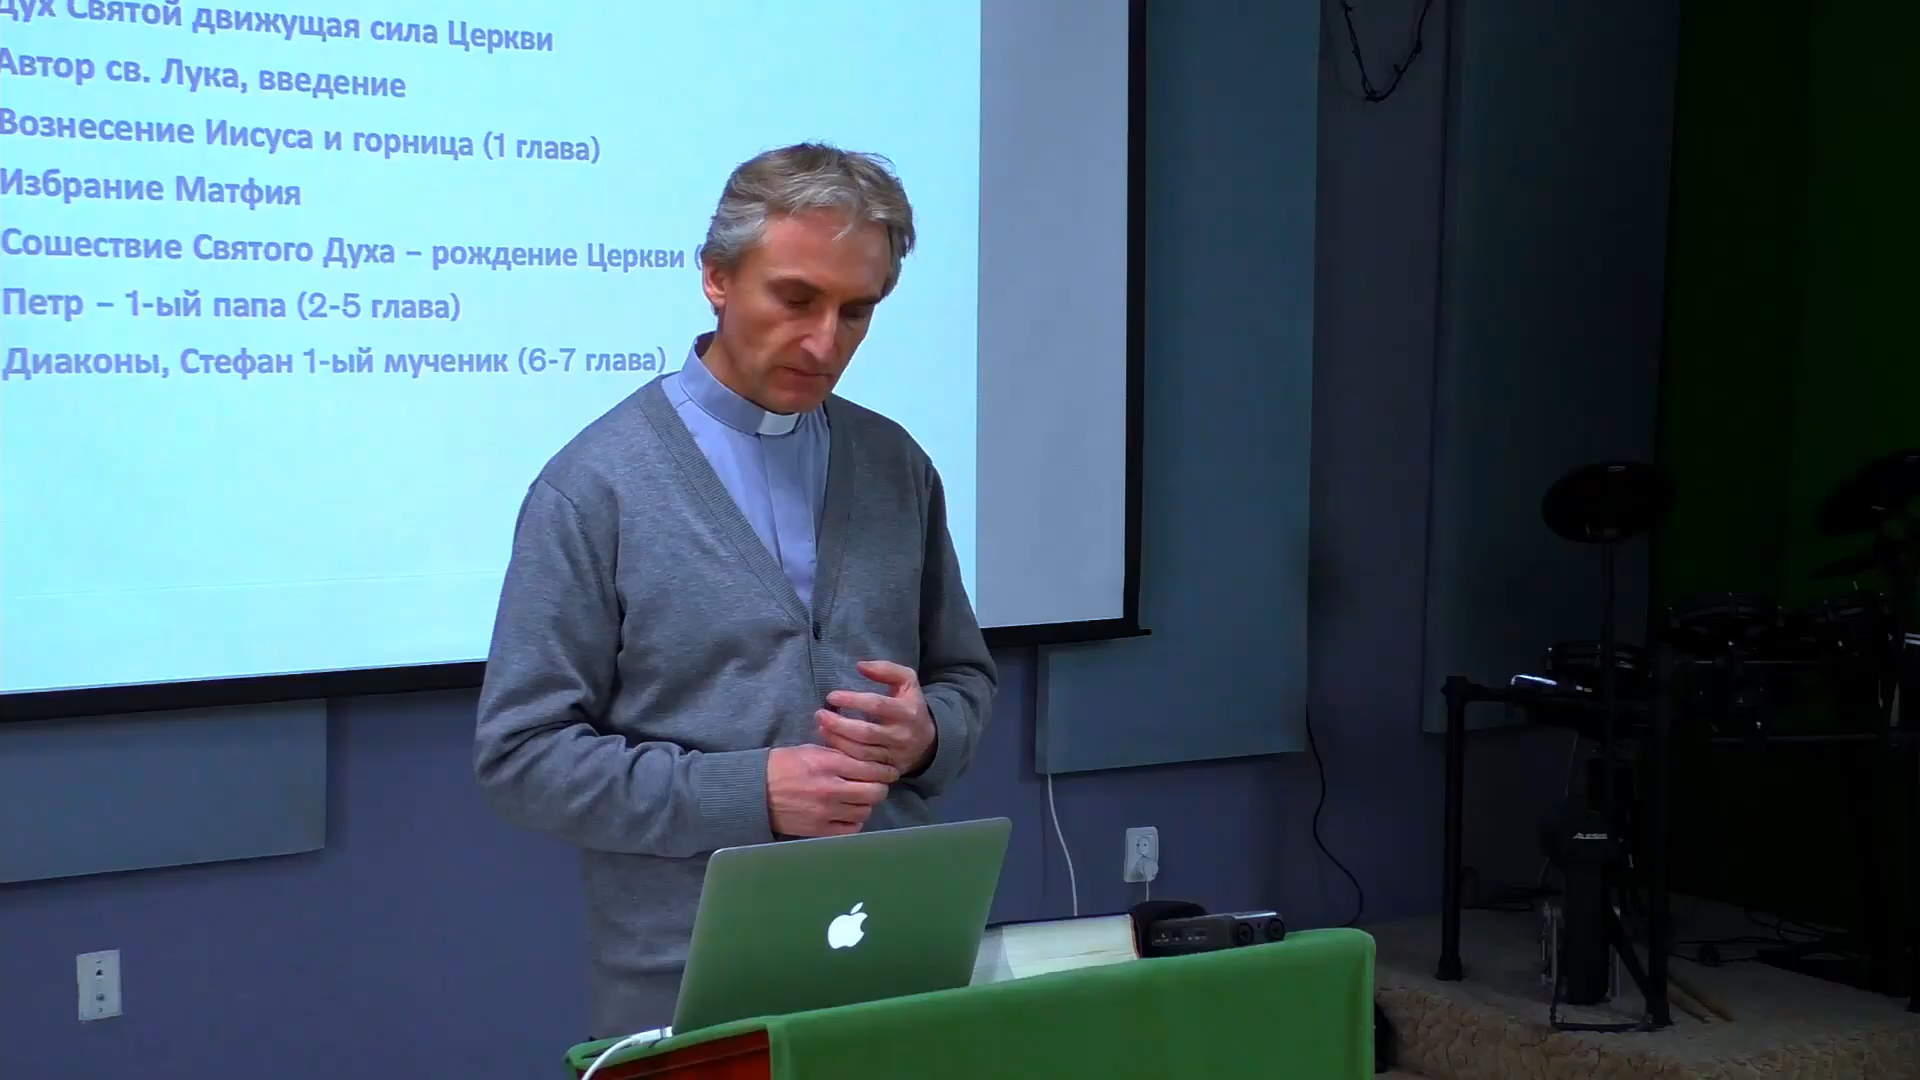 Дух Святой движущая сила Церкви
Автор св. Лука, введение
Вознесение Иисуса и горница (1 глава)
Избрание Матфия
Сошествие Святого Духа – рождение Церкви (
Петр – 1-ый папа (2-5 глава)
Диаконы, Стефан 1-ый мученик (6-7 глава)
ALESIS